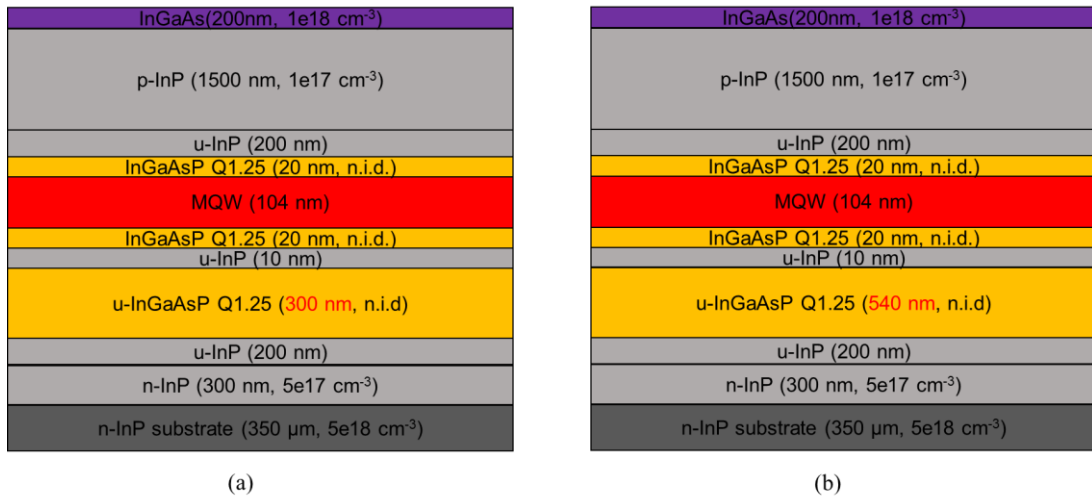 InGaAs(200nm, 1e18 cm⁻³)
p-InP (1500 nm, 1e17 cm⁻³)
u-InP (200 nm)
InGaAsP Q1.25 (20 nm, n.i.d.)
MQW (104 nm)
InGaAsP Q1.25 (20 nm, n.i.d.)
u-InP (10 nm)
u-InGaAsP Q1.25 (300 nm, n.i.d)
u-InP (200 nm)
n-InP (300 nm, 5e17 cm⁻³)
n-InP substrate (350 µm, 5e18 cm⁻³)
(a)
InGaAs(200nm, 1e18 cm⁻³)
p-InP (1500 nm, 1e17 cm⁻³)
u-InP (200 nm)
InGaAsP Q1.25 (20 nm, n.i.d.)
MQW (104 nm)
InGaAsP Q1.25 (20 nm, n.i.d.)
u-InP (10 nm)
u-InGaAsP Q1.25 (540 nm, n.i.d)
u-InP (200 nm)
n-InP (300 nm, 5e17 cm⁻³)
n-InP substrate (350 µm, 5e18 cm⁻³)
(b)